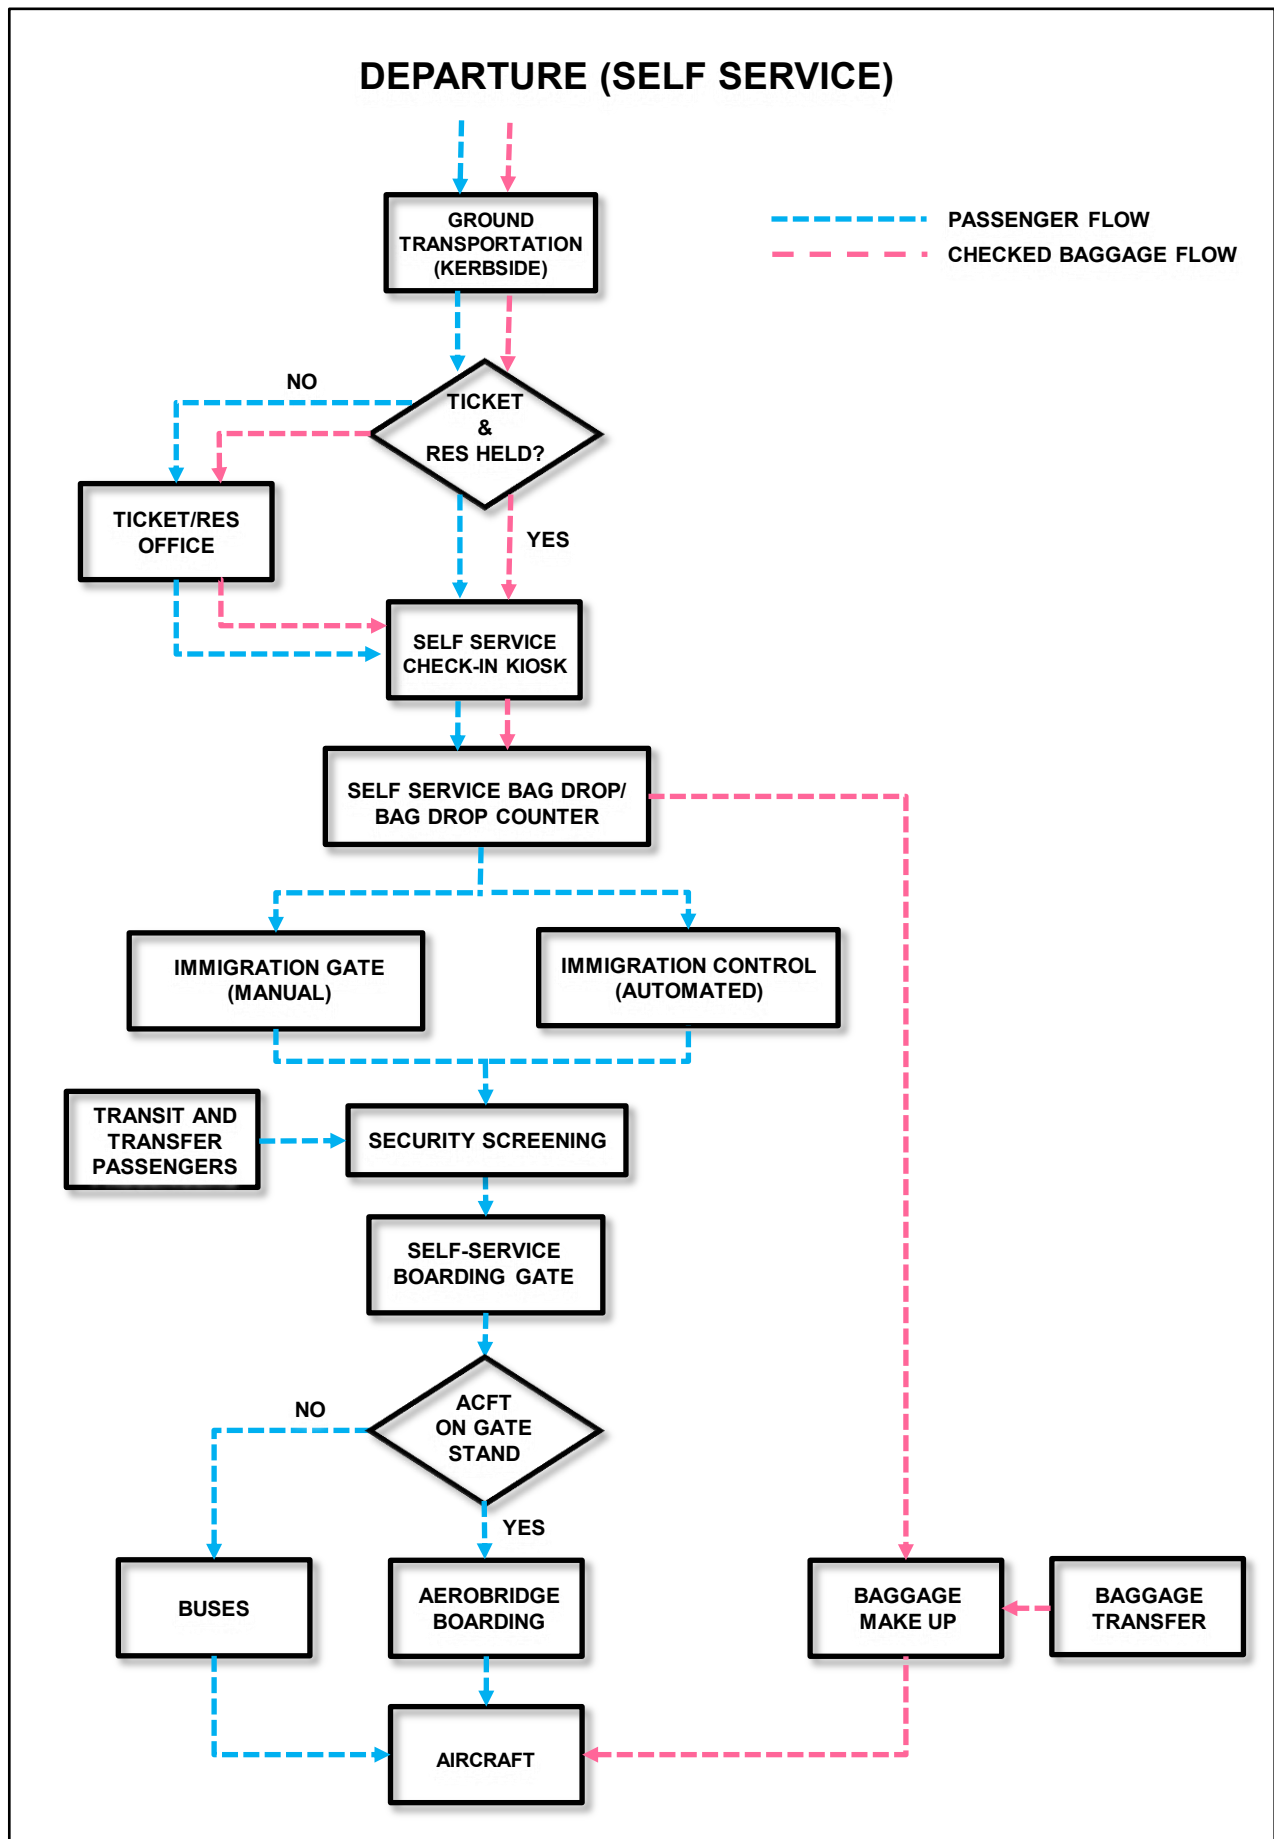 DEPARTURE (SELF SERVICE)
GROUND
TRANSPORTATION
(KERBSIDE)
PASSENGER FLOW
CHECKED BAGGAGE FLOW
NO
TICKET
&
RES HELD?
YES
TICKET/RES
OFFICE
SELF SERVICE
CHECK-IN KIOSK
SELF SERVICE BAG DROP/
BAG DROP COUNTER
IMMIGRATION GATE
(MANUAL)
IMMIGRATION CONTROL
(AUTOMATED)
TRANSIT AND
TRANSFER
PASSENGERS
SECURITY SCREENING
SELF-SERVICE
BOARDING GATE
ACFT
ON GATE
STAND
NO
YES
BUSES
AEROBRIDGE
BOARDING
BAGGAGE
MAKE UP
BAGGAGE
TRANSFER
AIRCRAFT